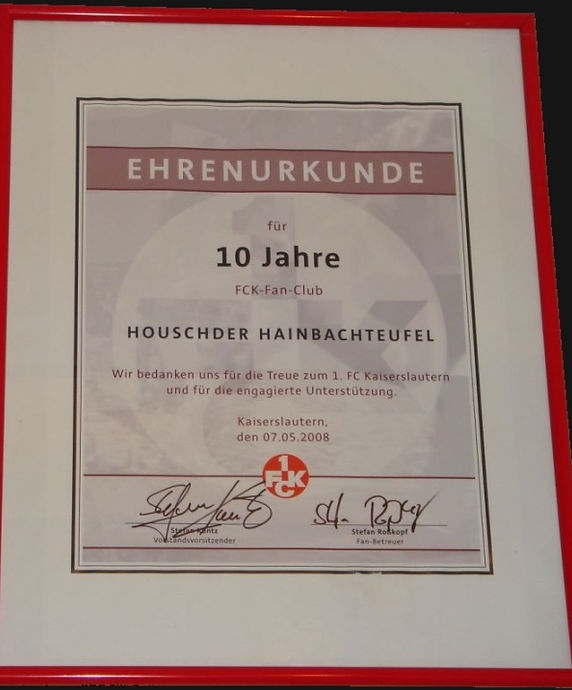 EHRENURKUNDE
für
10 Jahre
FCK-Fan-Club
HOUSCHDER HAINBACHTEUFEL
Wir bedanken uns für die Treue zum 1. FC Kaiserslautern
und für die engagierte Unterstützung.
Kaiserslautern,
den 07.05.2008
1
FCK
Stefan Kuntz
Vorstandsvorsitzender
Stefan Roßkopf
Fan-Betreuer